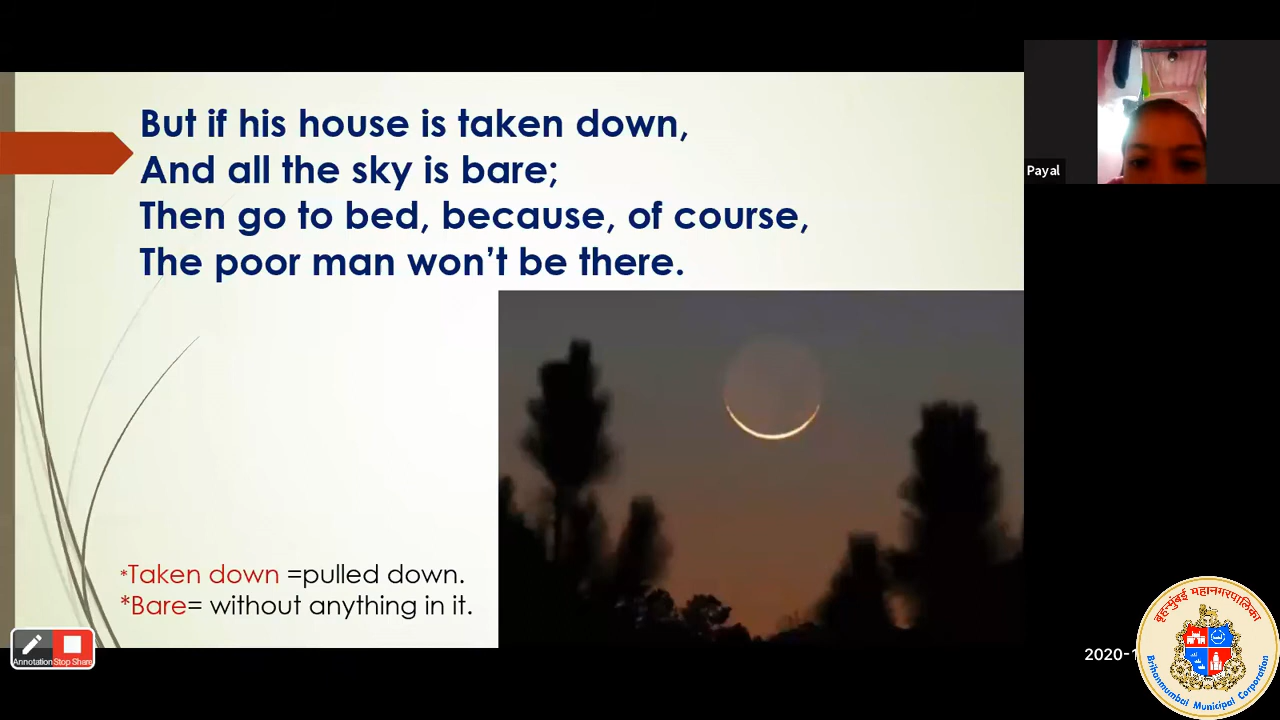 But if his house is taken down,
And all the sky is bare;
Then go to bed, because, of course,
The poor man won't be there.
*Taken down =pulled down.
*Bare= without anything in it.
Payal
Annotation Stop Share
2020-1
बृहन्मुंबई महानगरपालिका
Brihanmumbai Municipal Corporation